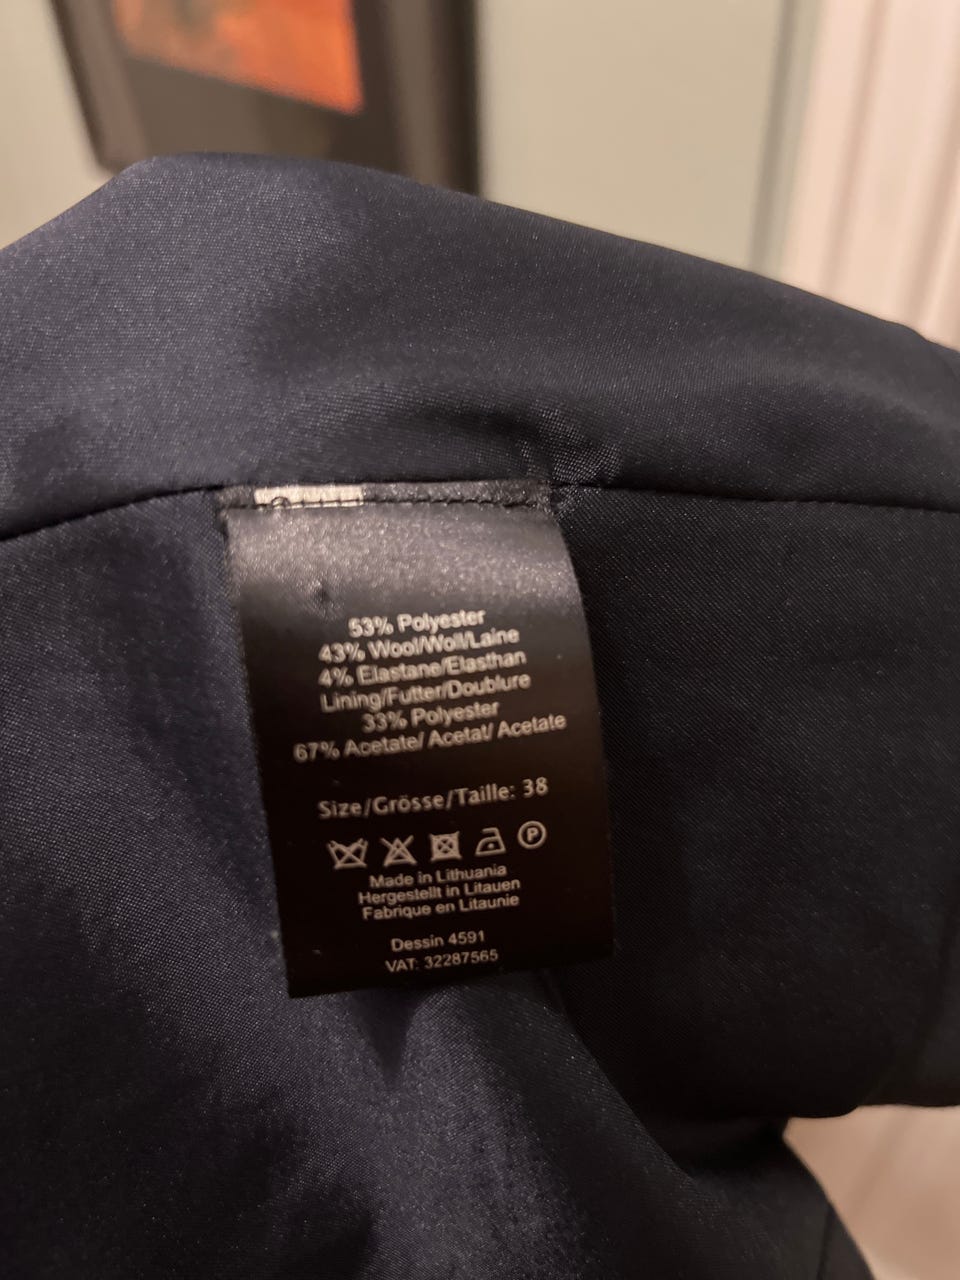 53% Polyester
43% Wool/Woll/Laine
4% Elastane/Elasthan
Lining/Futter/Doublure
33% Polyester
67% Acetate/ Acetat/ Acetate
Size/Grösse/Taille: 38
P
Made in Lithuania
Hergestellt in Litauen
Fabrique en Litaunie
Dessin 4591
VAT: 32287565